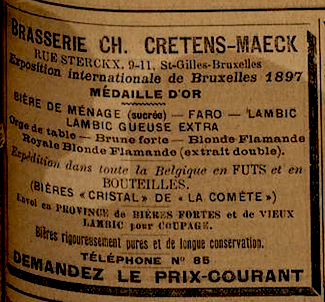 BRASSERIE CH. CRETENS-MAECK
RUE STERCKX, 9-11, St-Gilles-Bruxelles
Exposition internationale de Bruxelles 1897
MÉDAILLE D'OR
BIÈRE DE MÉNAGE (sucrée) — FARO — LAMBIC
LAMBIC GUEUSE EXTRA
Orge de table — Brune forte — Blonde Flamande
Royale Blonde Flamande (extrait double).
Expédition dans toute la Belgique en FUTS et en
BOUTEILLES.
(BIÈRES « CRISTAL » DE « LA COMÈTE »)
Envoi en PROVINCE de BIÈRES FORTES et de VIEUX
LAMBIC pour COUPAGE.
Bières rigoureusement pures et de longue conservation.
TÉLÉPHONE N° 85
DEMANDEZ LE PRIX-COURANT